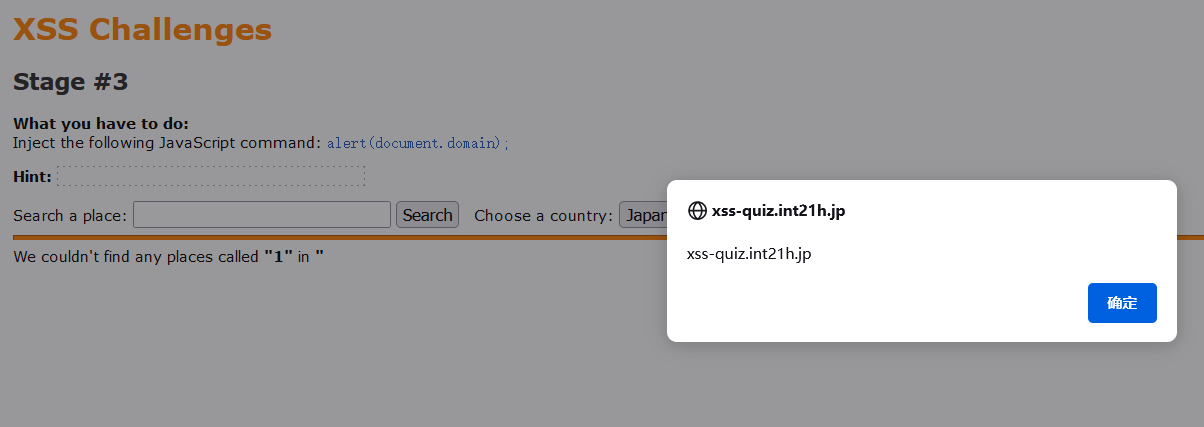 XSS Challenges
Stage #3
What you have to do:
Inject the following JavaScript command: alert(document.domain);
Hint:
Search a place: Search Choose a country: Japan
We couldn't find any places called "1" in "
xss-quiz.int21h.jp
xss-quiz.int21h.jp
确定